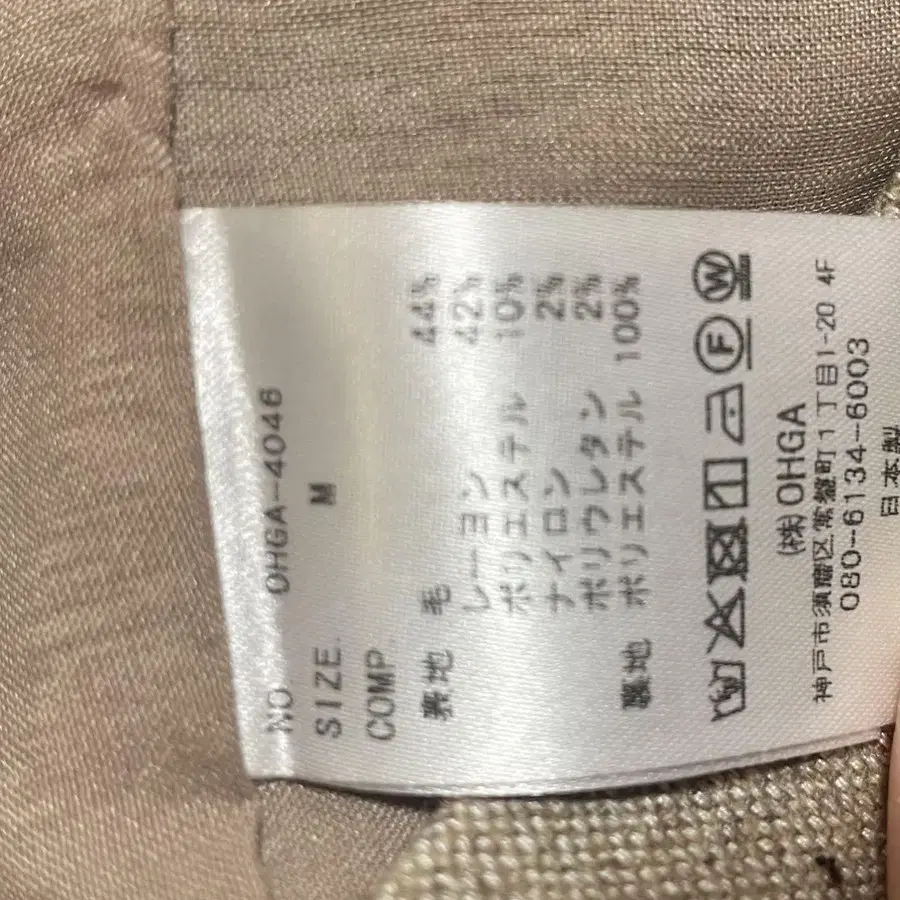 NO. OHGA-4046
SIZE. M
COMP.
表地 毛 44%
レーヨン 42%
ポリエステル 10%
ナイロン 2%
ポリウレタン 2%
裏地 ポリエステル 100%
F W
(株)OHGA
神戸市須磨区常盤町1丁目1-20 4F
080-6134-6003
日本製